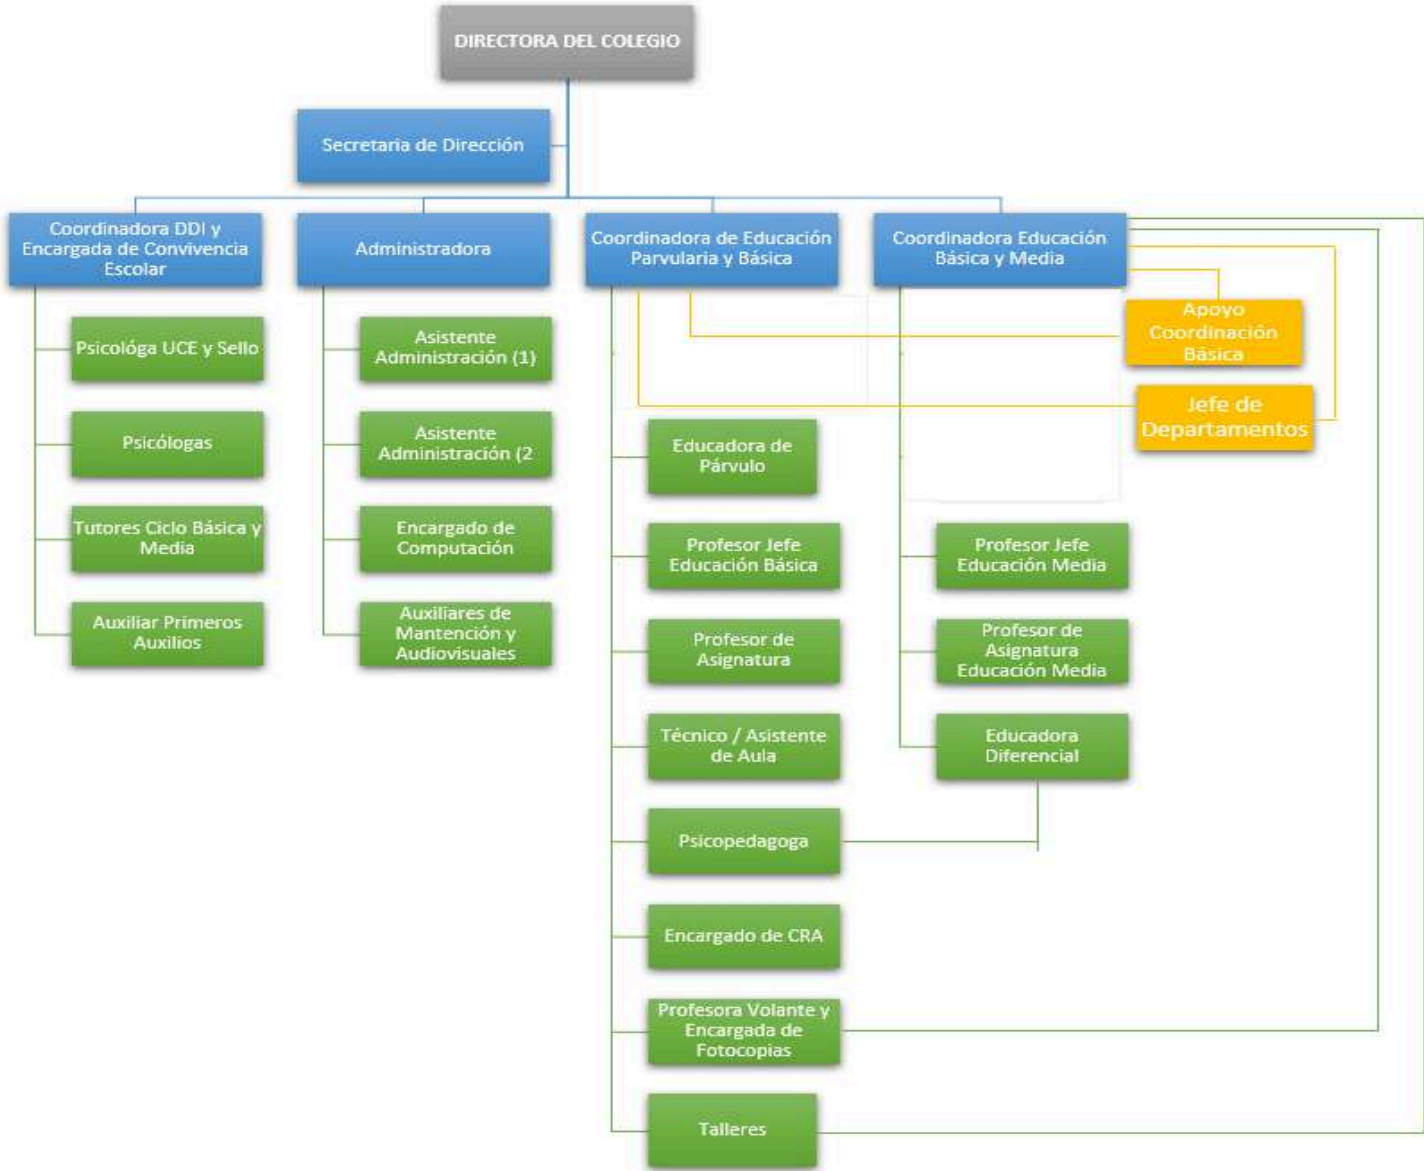 DIRECTORA DEL COLEGIO
Secretaria de Dirección
Coordinadora DDI y
Encargada de Convivencia
Escolar
Administradora
Coordinadora de Educación
Parvularia y Básica
Coordinadora Educación
Básica y Media
Apoyo
Coordinación
Básica
Jefe de
Departamentos
Psicológa UCE y Sello
Psicólogas
Tutores Ciclo Básica y
Media
Auxiliar Primeros
Auxilios
Asistente
Administración (1)
Asistente
Administración (2
Encargado de
Computación
Auxiliares de
Mantención y
Audiovisuales
Educadora de
Párvulo
Profesor Jefe
Educación Básica
Profesor de
Asignatura
Técnico / Asistente
de Aula
Psicopedagoga
Encargado de CRA
Profesora Volante y
Encargada de
Fotocopias
Talleres
Profesor Jefe
Educación Media
Profesor de
Asignatura
Educación Media
Educadora
Diferencial